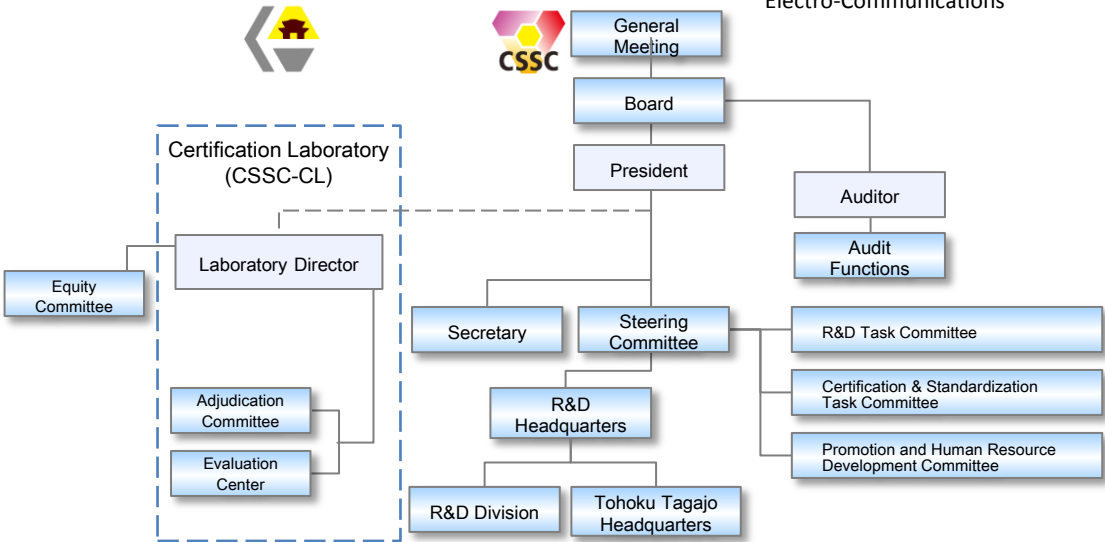 Electro-Communications
General
Meeting
CSSC
Board
Certification Laboratory
(CSSC-CL)
President
Auditor
Laboratory Director
Audit
Functions
Equity
Committee
Secretary
Steering
Committee
R&D Task Committee
Certification & Standardization
Task Committee
Adjudication
Committee
R&D
Headquarters
Promotion and Human Resource
Development Committee
Evaluation
Center
R&D Division
Tohoku Tagajo
Headquarters